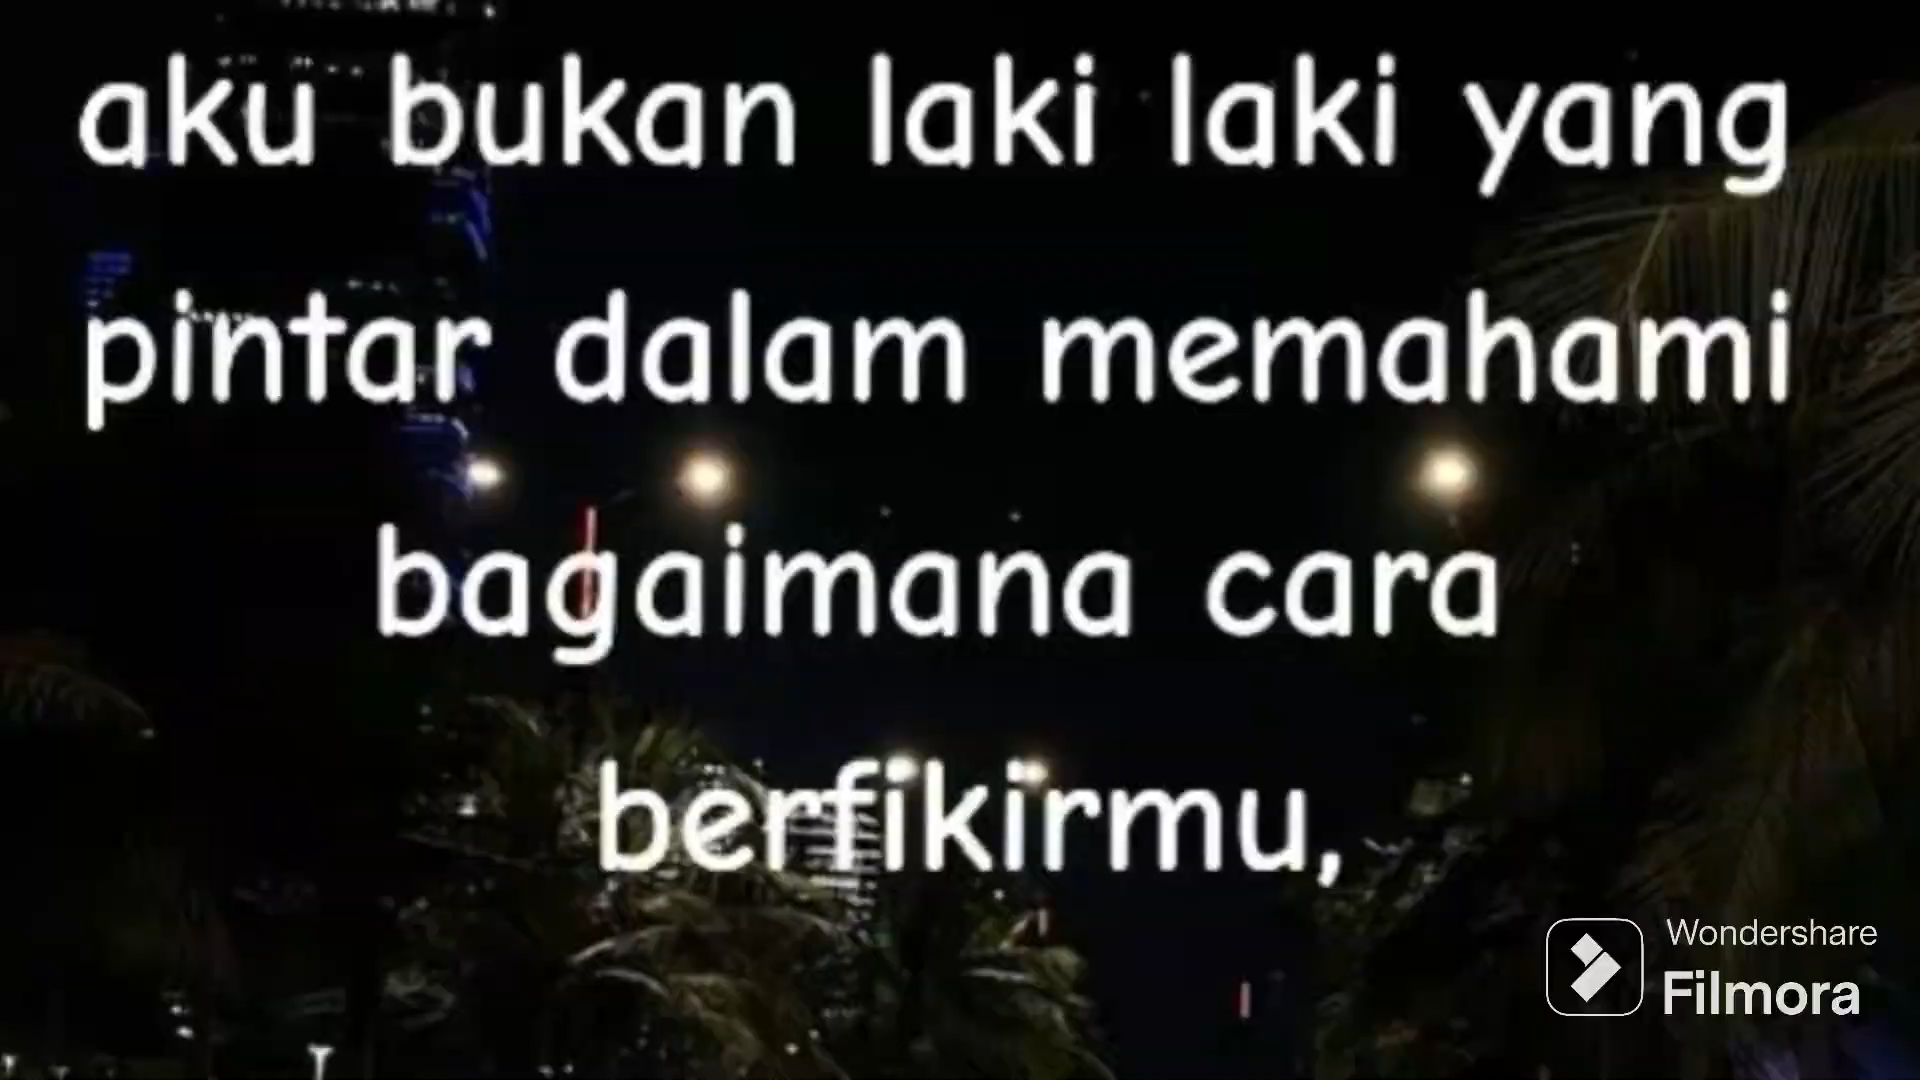 aku bukan laki laki yang
pintar dalam memahami
bagaimana cara
berfikirmu,
Wondershare
Filmora